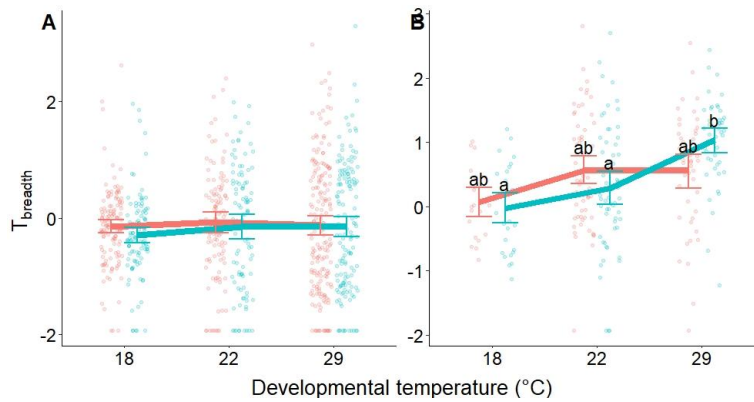 A
B
3
2
2
1
0
0
-1
-2
-2
ab
a
ab
a
ab
b
18
22
29
18
22
29
T breadth
Developmental temperature (°C)